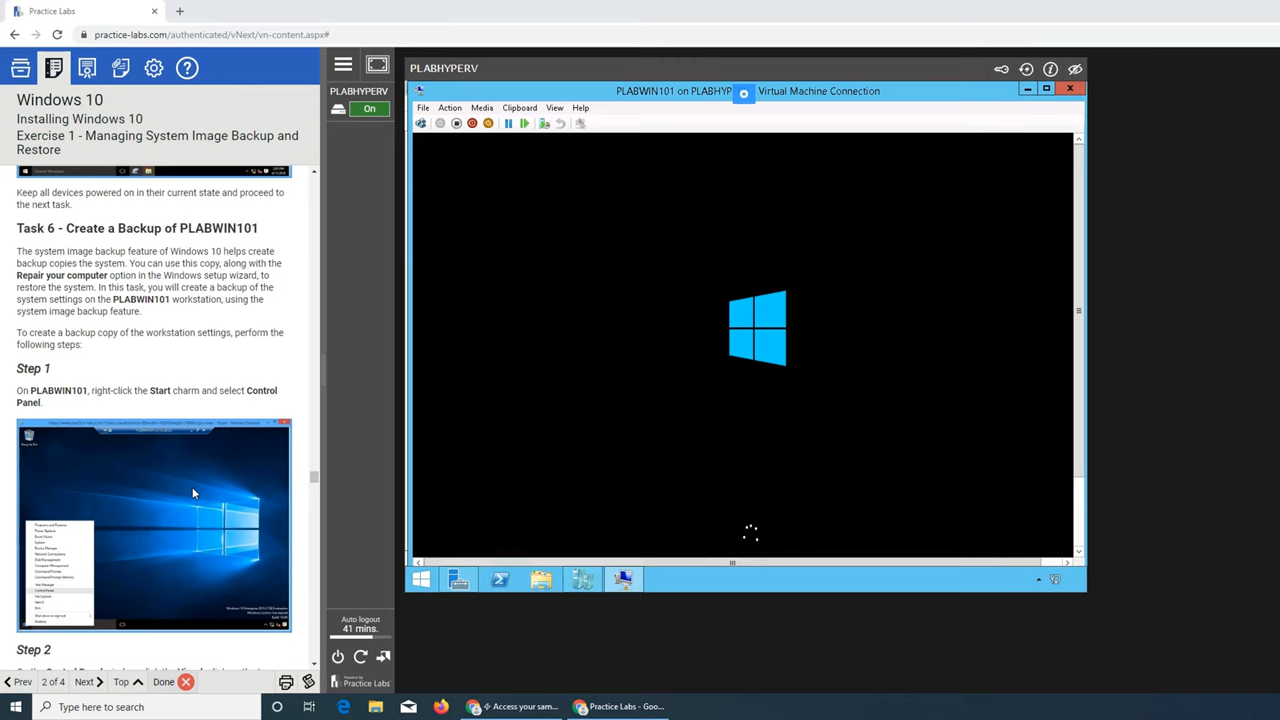 Practice Labs
practice-labs.com/authenticated/vNext/vn-content.aspx#
Windows 10
Installing Windows 10
Exercise 1 - Managing System Image Backup and
Restore
Keep all devices powered on in their current state and proceed to
the next task.
Task 6 - Create a Backup of PLABWIN101
The system image backup feature of Windows 10 helps create
backup copies the system. You can use this copy, along with the
Repair your computer option in the Windows setup wizard, to
restore the system. In this task, you will create a backup of the
system settings on the PLABWIN101 workstation, using the
system image backup feature.
To create a backup copy of the workstation settings, perform the
following steps:
Step 1
On PLABWIN101, right-click the Start charm and select Control
Panel.
Step 2
Prev 2 of 4 Next Top Done
PLABHYPERV
On
Auto logout
41 mins.
Practice Labs
PLABHYPERV
PLABWIN101 on PLABHYP Virtual Machine Connection
File Action Media Clipboard View Help
Type here to search
Access your sam...
Practice Labs - Goo...